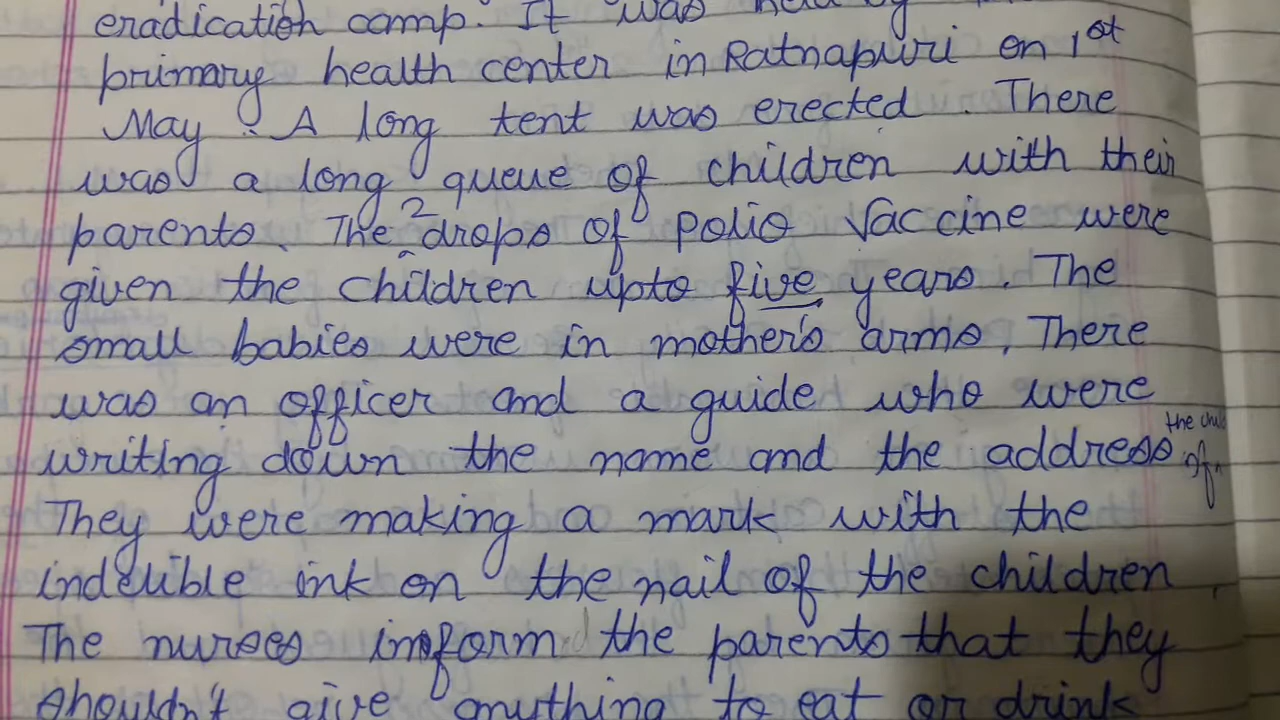 eradication camp. It was held by
primary health center in Ratnapuri on 1st
May. A long tent was erected. There
was a long queue of children with their
parents. The 2 drops of polio vaccine were
given the children upto five years. The
small babies were in mother's arms. There
was an officer and a guide who were
writing down the name and the address of the
They were making a mark with the
indelible ink on the nail of the children.
The nurses inform the parents that they
shouldn't give anything to eat or drink